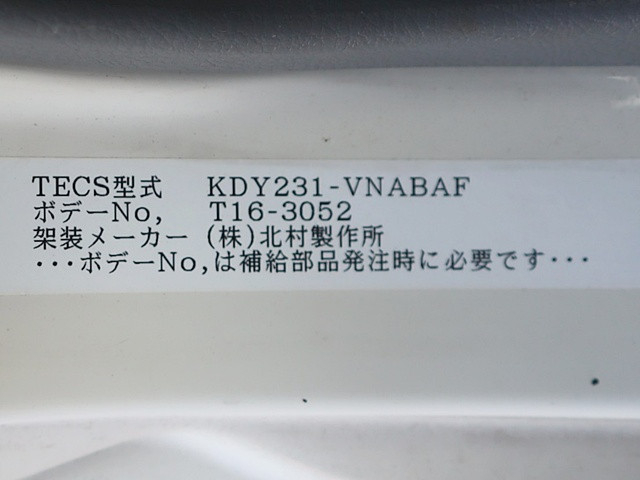 TECS型式 KDY231-VNABAF
ボデーNo, T16-3052
架装メーカー (株)北村製作所
･･･ボデーNo,は補給部品発注時に必要です･･･